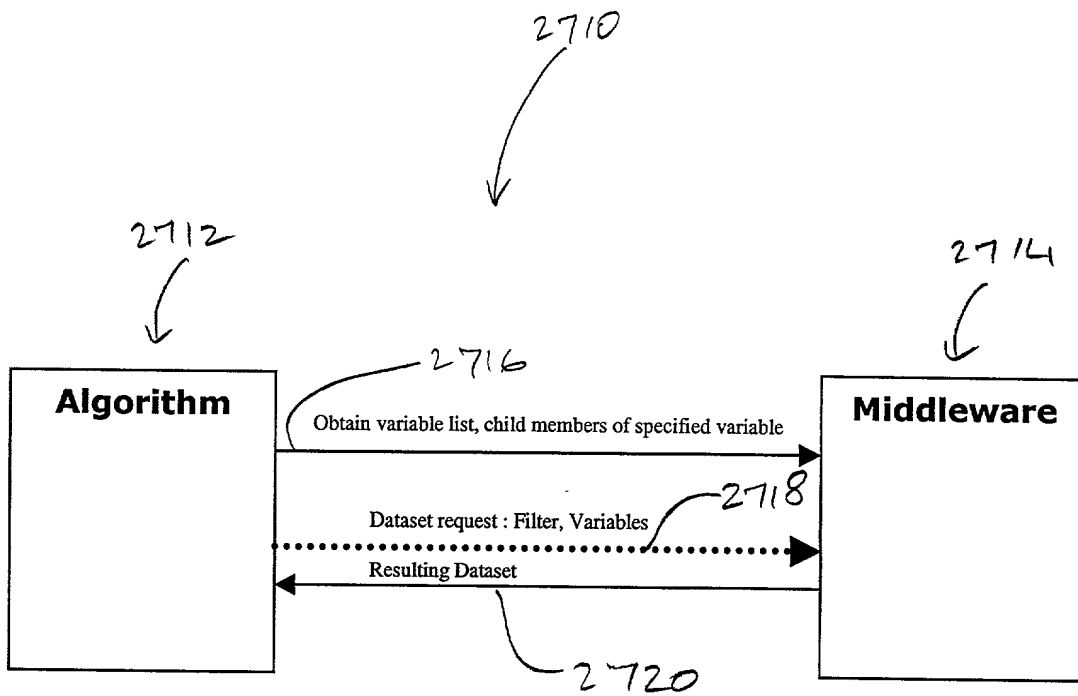 2710
2712
2714
2716
Algorithm
Middleware
Obtain variable list, child members of specified variable
2718
Dataset request : Filter, Variables
Resulting Dataset
2720